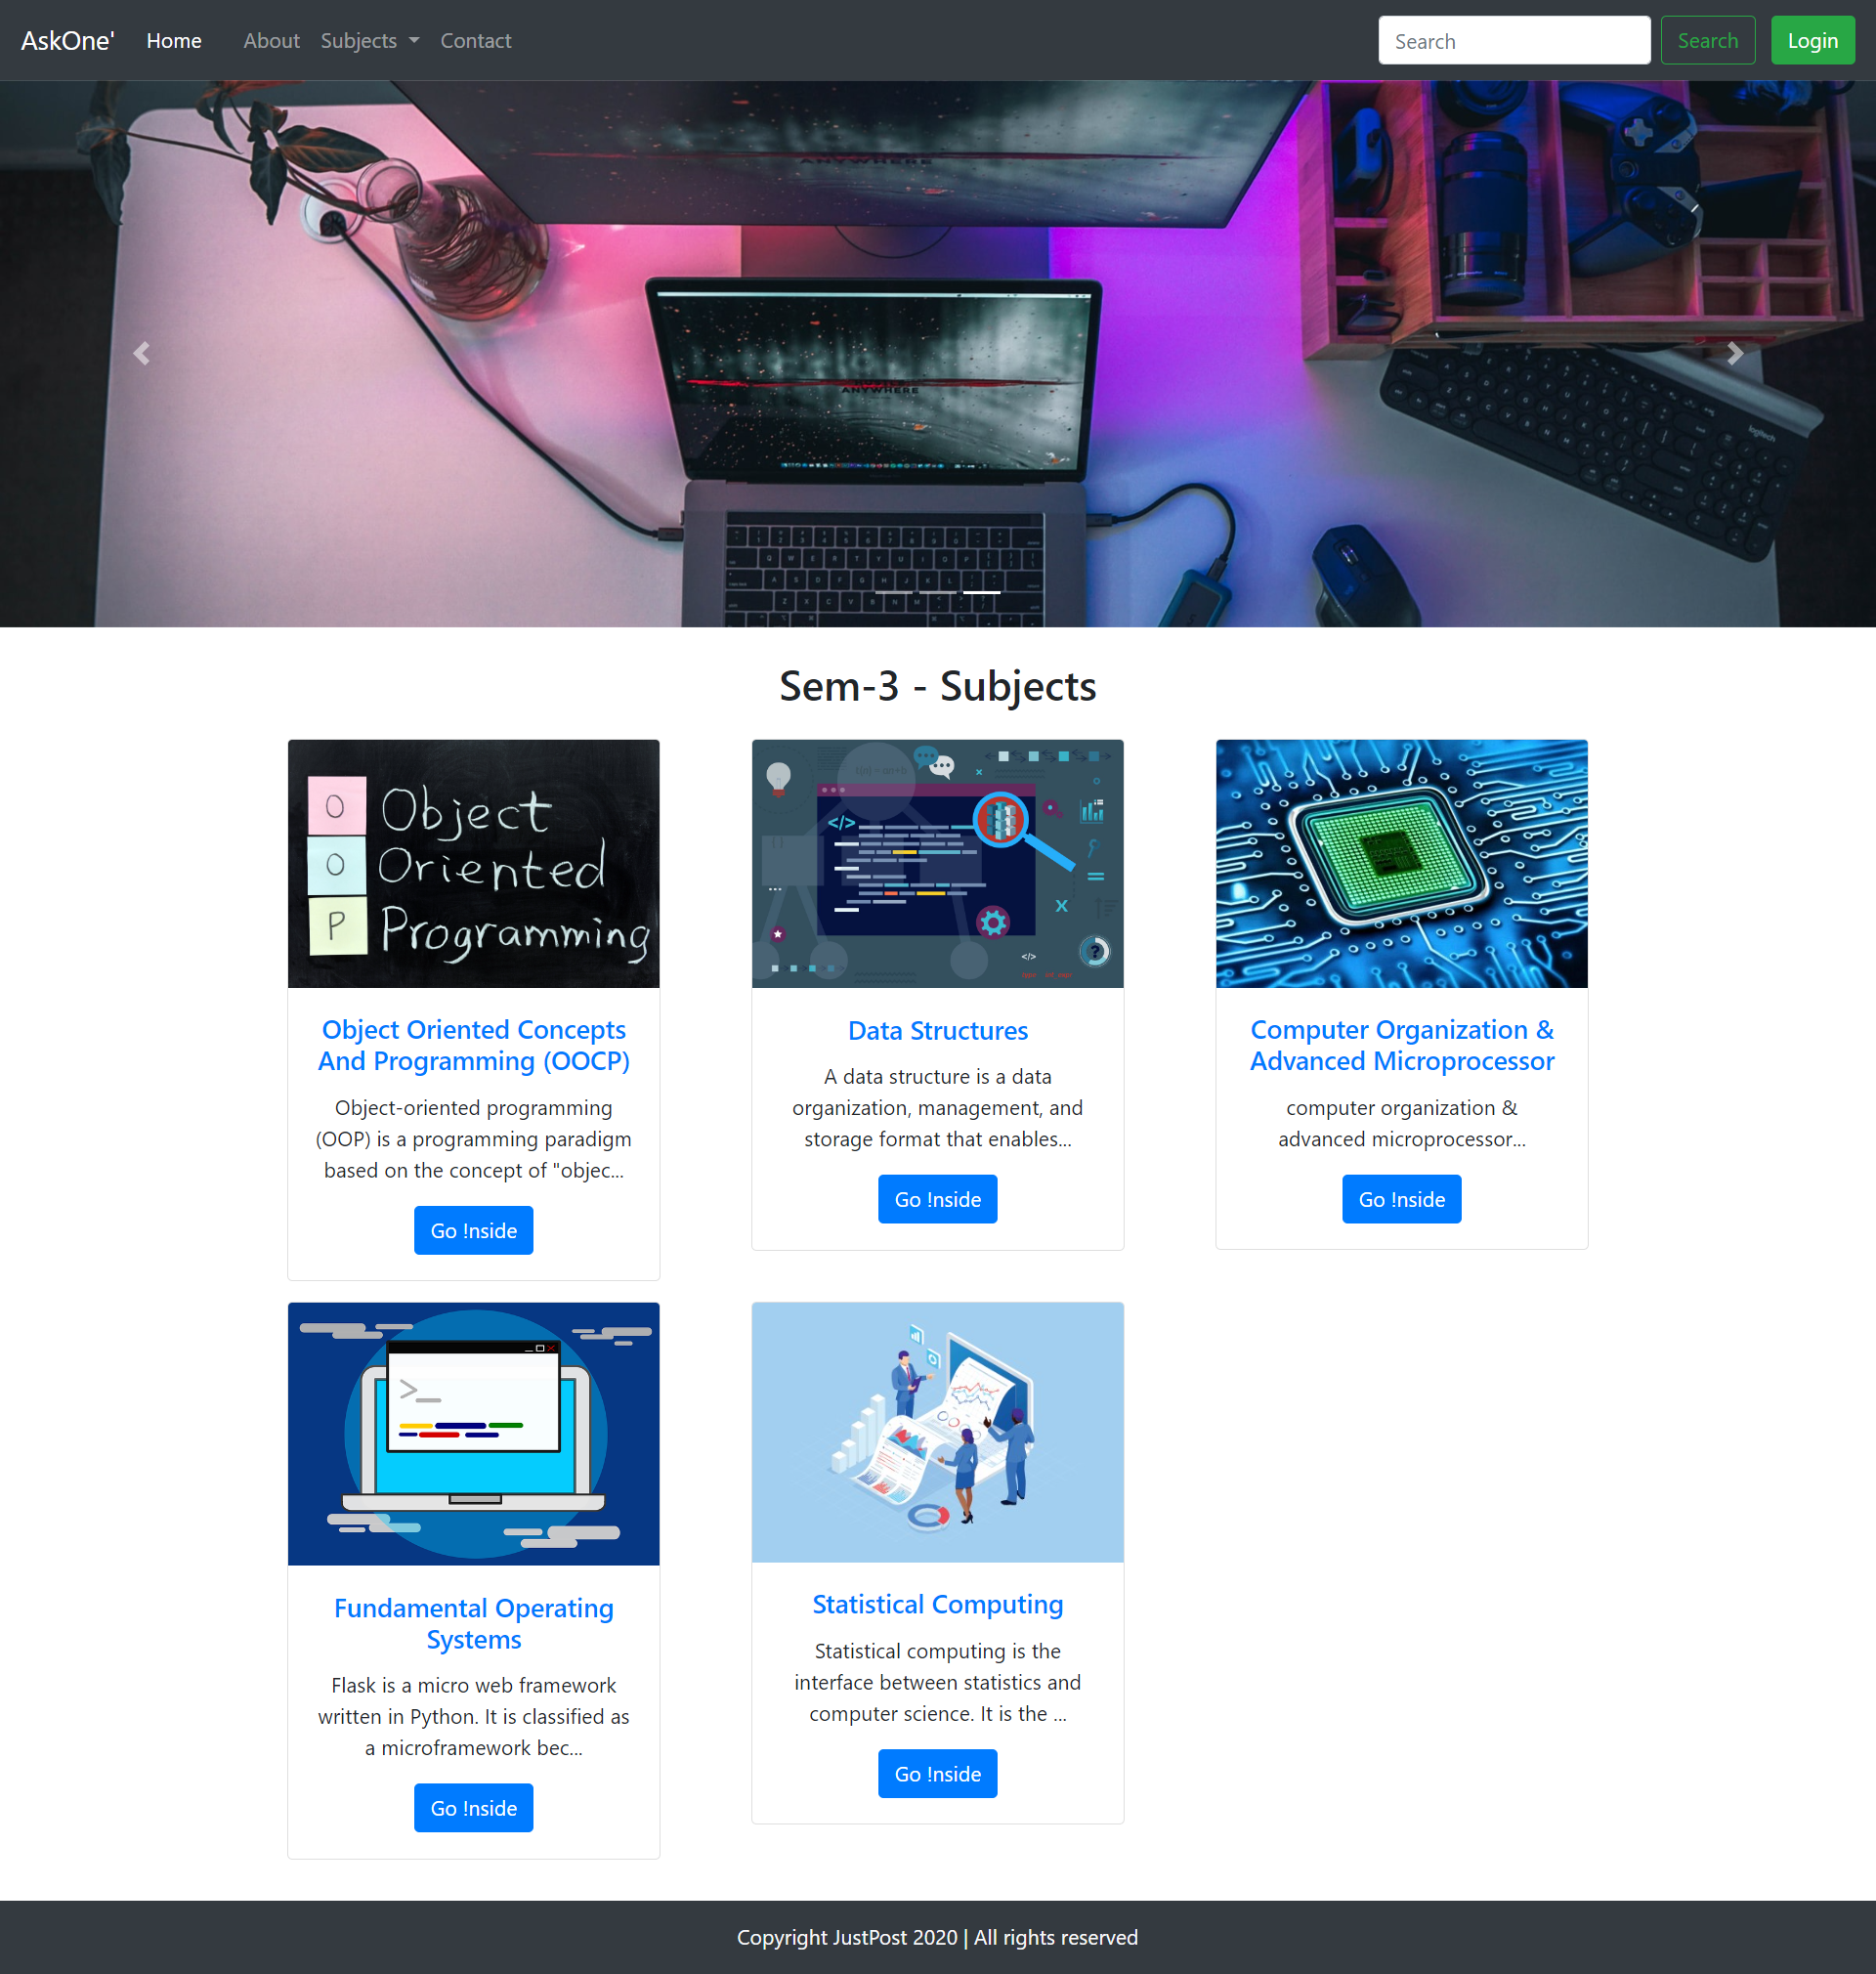 AskOne' Home About Subjects Contact Search Search Login
ANYWHERE
ANYWHERE
logitech
Sem-3 - Subjects
O Object
O Oriented
P Programming
Object Oriented Concepts
And Programming (OOCP)
Object-oriented programming
(OOP) is a programming paradigm
based on the concept of "objec...
Go !nside
</>
X
?
</>
Data Structures
A data structure is a data
organization, management, and
storage format that enables...
Go !nside
Computer Organization &
Advanced Microprocessor
computer organization &
advanced microprocessor...
Go !nside
>_
Fundamental Operating
Systems
Flask is a micro web framework
written in Python. It is classified as
a microframework bec...
Go !nside
Statistical Computing
Statistical computing is the
interface between statistics and
computer science. It is the ...
Go !nside
Copyright JustPost 2020 | All rights reserved